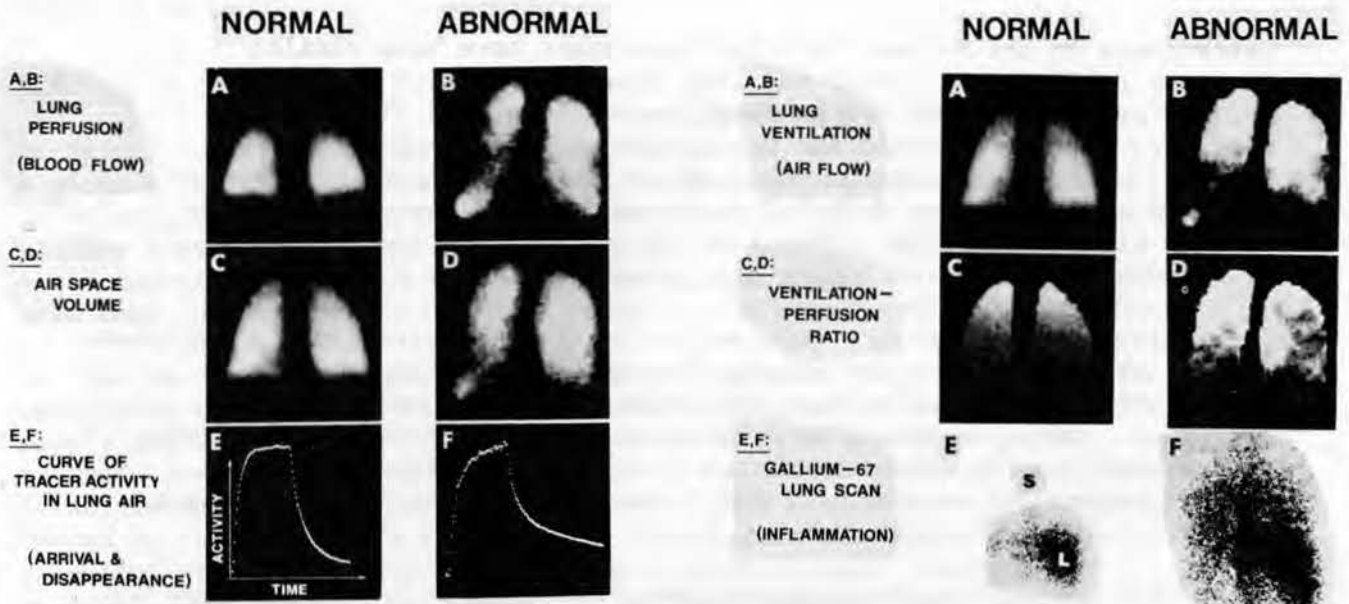 NORMAL
ABNORMAL
A,B:
LUNG
PERFUSION
(BLOOD FLOW)
A
B
C,D:
AIR SPACE
VOLUME
C
D
E,F:
CURVE OF
TRACER ACTIVITY
IN LUNG AIR
(ARRIVAL &
DISAPPEARANCE)
E
ACTIVITY
TIME
F
NORMAL
ABNORMAL
A,B:
LUNG
VENTILATION
(AIR FLOW)
A
B
C,D:
VENTILATION–
PERFUSION
RATIO
C
D
E,F:
GALLIUM–67
LUNG SCAN
(INFLAMMATION)
E
S
L
F